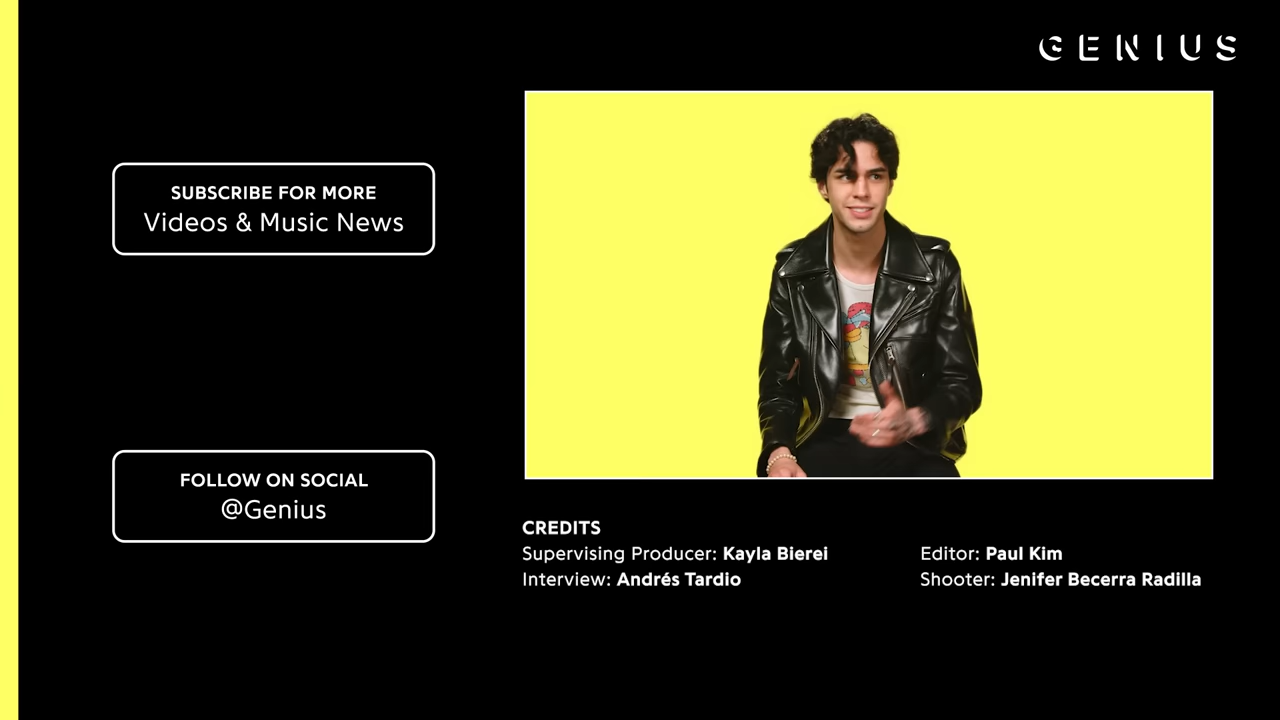 GENIUS
SUBSCRIBE FOR MORE
Videos & Music News
FOLLOW ON SOCIAL
@Genius
CREDITS
Supervising Producer: Kayla Bierei
Interview: Andrés Tardio
Editor: Paul Kim
Shooter: Jenifer Becerra Radilla